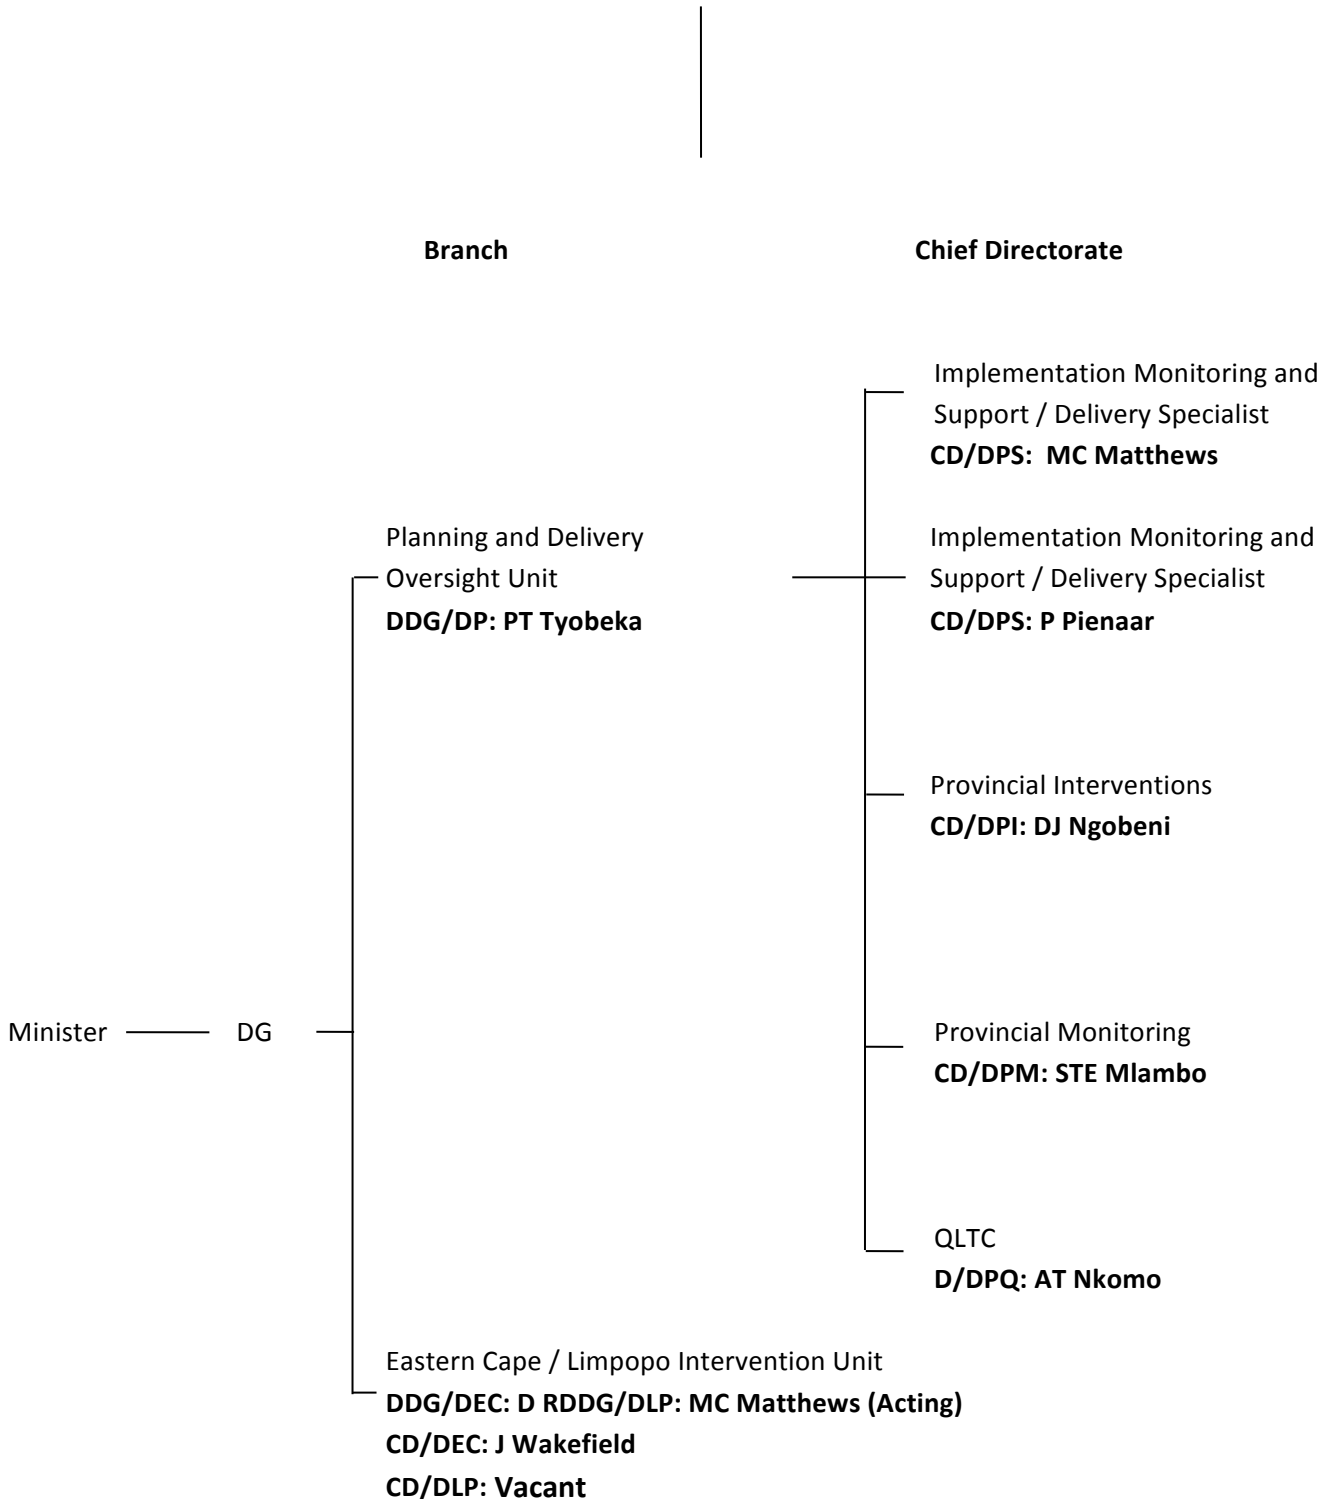 Branch
Chief Directorate
Implementation Monitoring and
Support / Delivery Specialist
CD/DPS: MC Matthews
Planning and Delivery
Oversight Unit
DDG/DP: PT Tyobeka
Implementation Monitoring and
Support / Delivery Specialist
CD/DPS: P Pienaar
Provincial Interventions
CD/DPI: DJ Ngobeni
Minister
DG
Provincial Monitoring
CD/DPM: STE Mlambo
QLTC
D/DPQ: AT Nkomo
Eastern Cape / Limpopo Intervention Unit
DDG/DEC: D RDDG/DLP: MC Matthews (Acting)
CD/DEC: J Wakefield
CD/DLP: Vacant